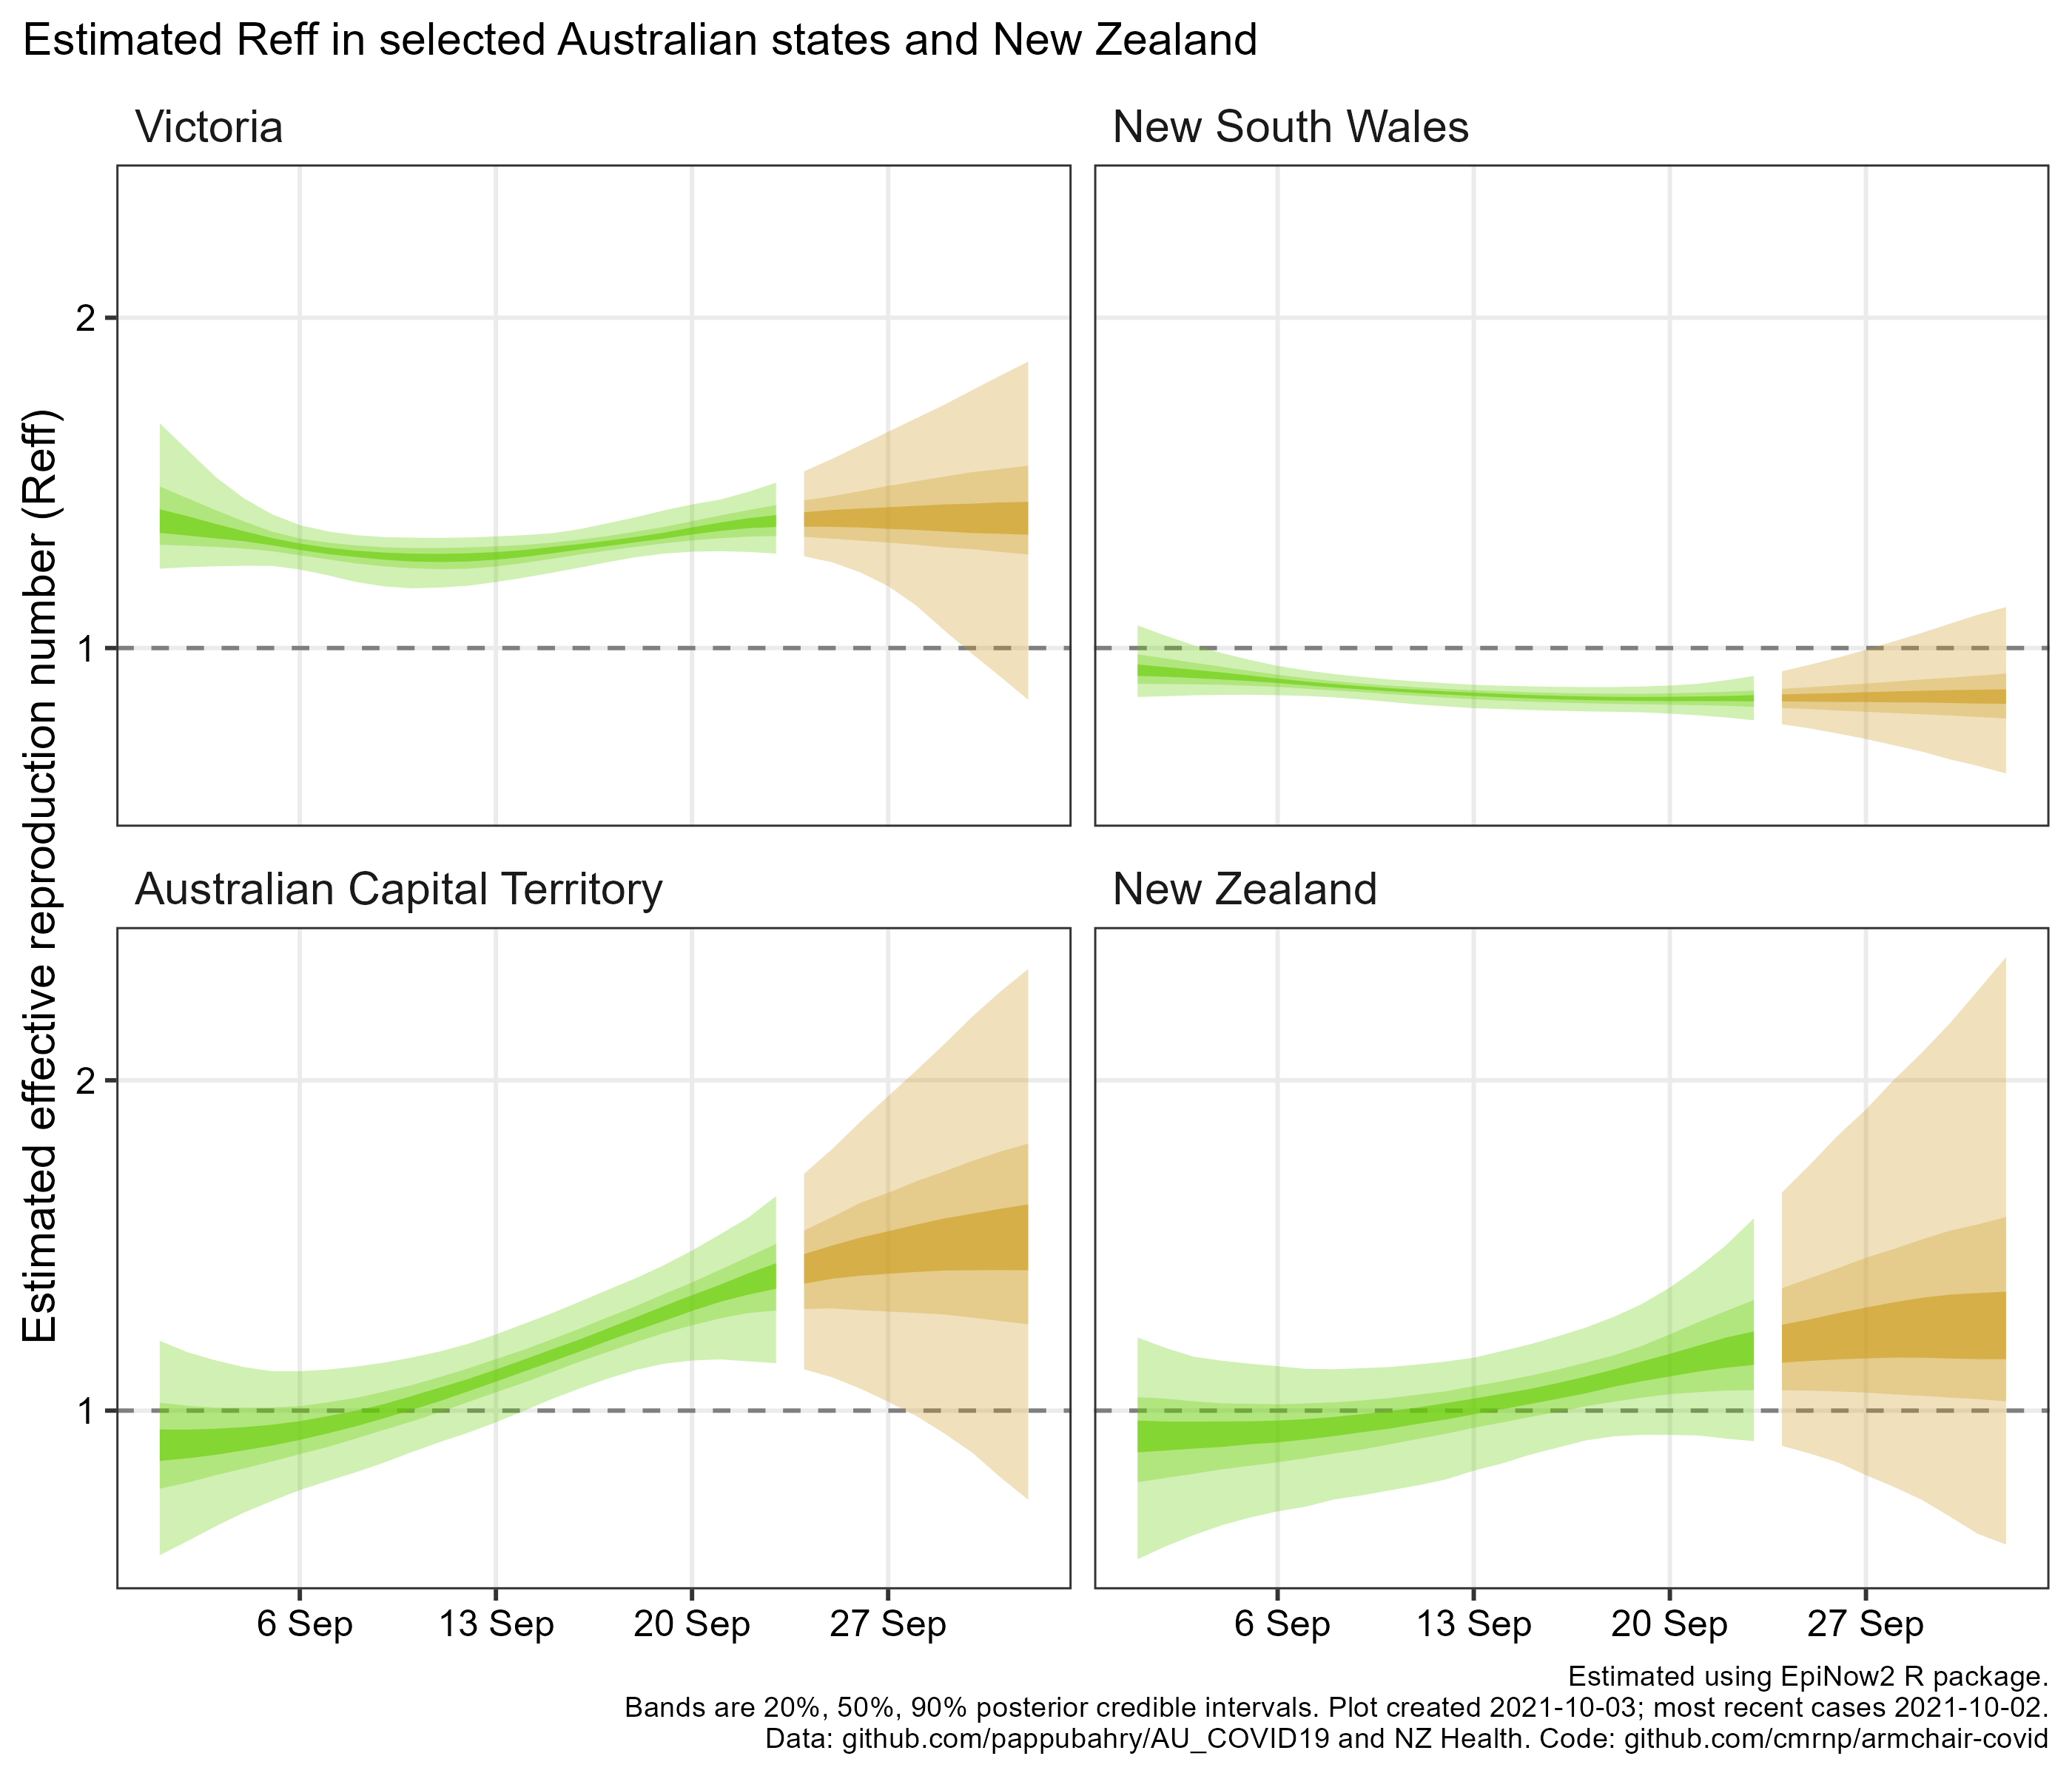 Estimated Reff in selected Australian states and New Zealand
Estimated effective reproduction number (Reff)
Victoria
New South Wales
2
1
Australian Capital Territory
New Zealand
2
1
6 Sep 13 Sep 20 Sep 27 Sep
6 Sep 13 Sep 20 Sep 27 Sep
Estimated using EpiNow2 R package.
Bands are 20%, 50%, 90% posterior credible intervals. Plot created 2021-10-03; most recent cases 2021-10-02.
Data: github.com/pappubahry/AU_COVID19 and NZ Health. Code: github.com/cmrnp/armchair-covid